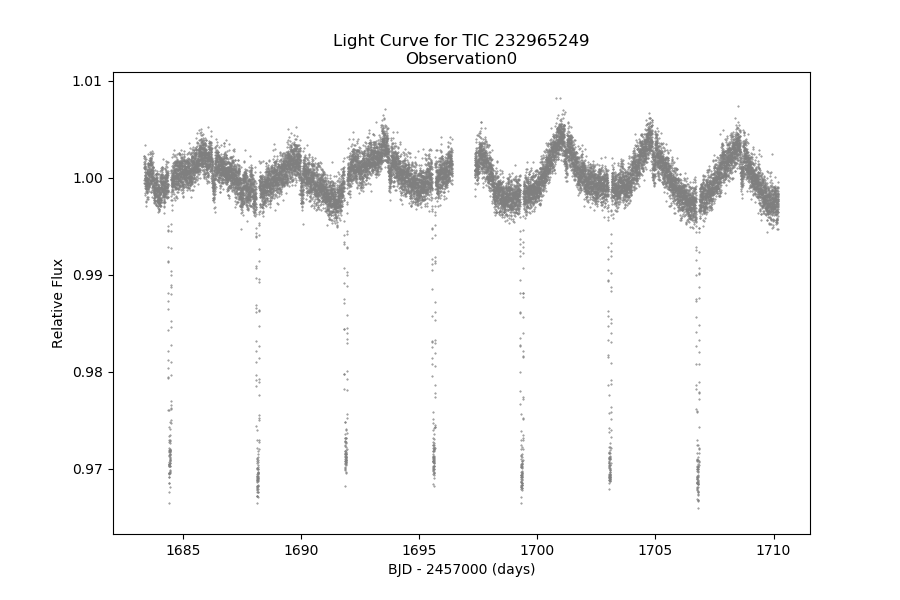 Light Curve for TIC 232965249
Observation0
1.01
1.00
0.99
0.98
0.97
Relative Flux
1685 1690 1695 1700 1705 1710
BJD - 2457000 (days)